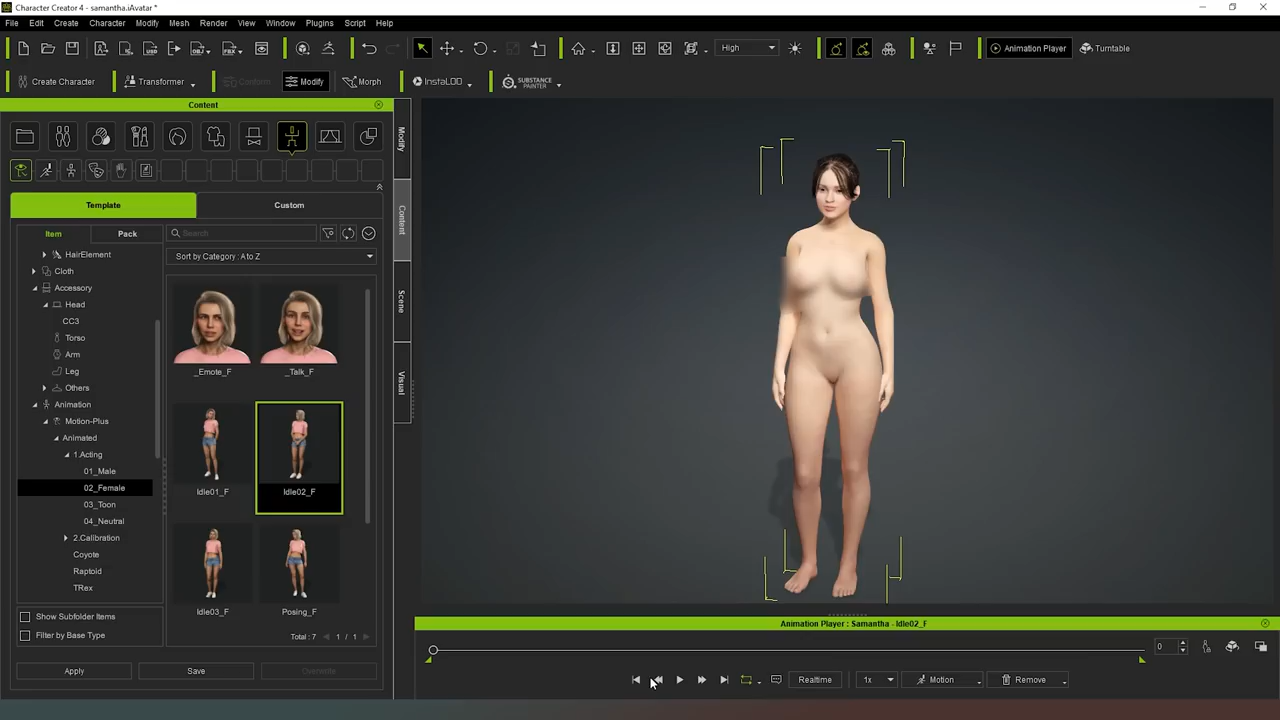 Character Creator 4 - samantha.iAvatar *
File Edit Create Character Modify Mesh Render View Window Plugins Script Help
High Animation Player Turntable
Create Character Transformer Conform Modify Morph InstaLOD SUBSTANCE PAINTER
Content
Modify
Content
Scene
Visual
Template Custom
Item Pack
Search
Sort by Category : A to Z
HairElement
Cloth
Accessory
Head
CC3
Torso
Arm
Leg
Others
Animation
Motion-Plus
Animated
1.Acting
01_Male
02_Female
03_Toon
04_Neutral
2.Calibration
Coyote
Raptoid
TRex
_Emote_F _Talk_F
Idle01_F Idle02_F
Idle03_F Posing_F
Show Subfolder Items
Filter by Base Type
Total : 7 1 / 1
Apply Save Overwrite
Animation Player : Samantha - Idle02_F
0
Realtime 1x Motion Remove